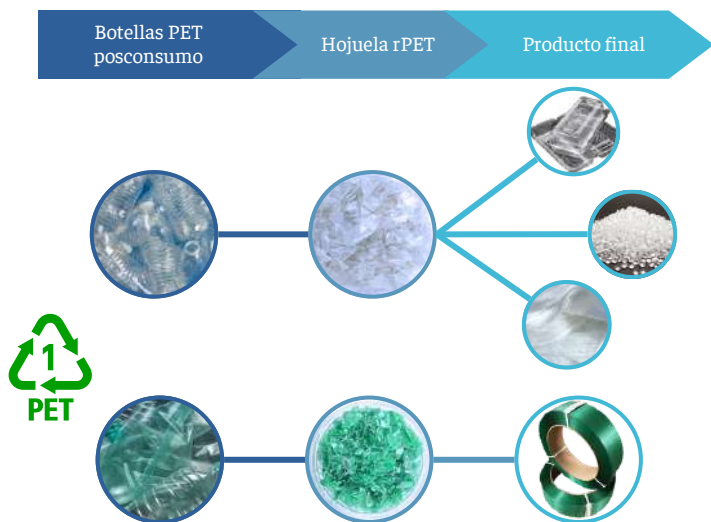 Botellas PET
posconsumo
Hojuela rPET
Producto final
1
PET